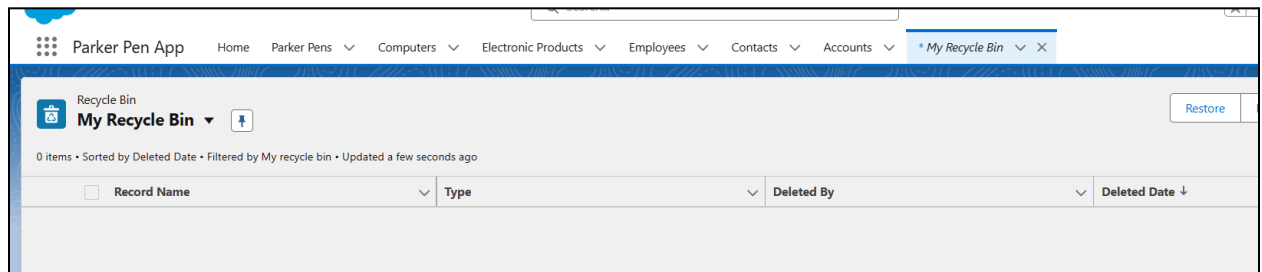 Parker Pen App Home Parker Pens Computers Electronic Products Employees Contacts Accounts * My Recycle Bin
Recycle Bin
My Recycle Bin
Restore
0 items • Sorted by Deleted Date • Filtered by My recycle bin • Updated a few seconds ago
Record Name Type Deleted By Deleted Date